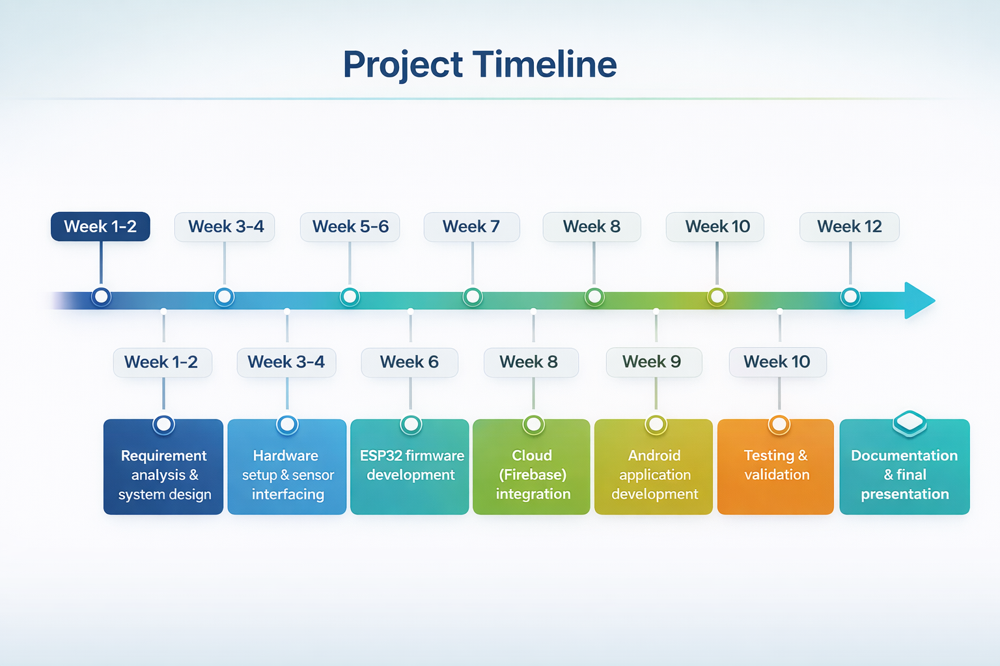 Project Timeline
Week 1-2
Week 3-4
Week 5-6
Week 7
Week 8
Week 10
Week 12
Week 1-2
Week 3-4
Week 6
Week 8
Week 9
Week 10
Requirement
analysis &
system design
Hardware
setup & sensor
interfacing
ESP32 firmware
development
Cloud
(Firebase)
integration
Android
application
development
Testing &
validation
Documentation
& final
presentation